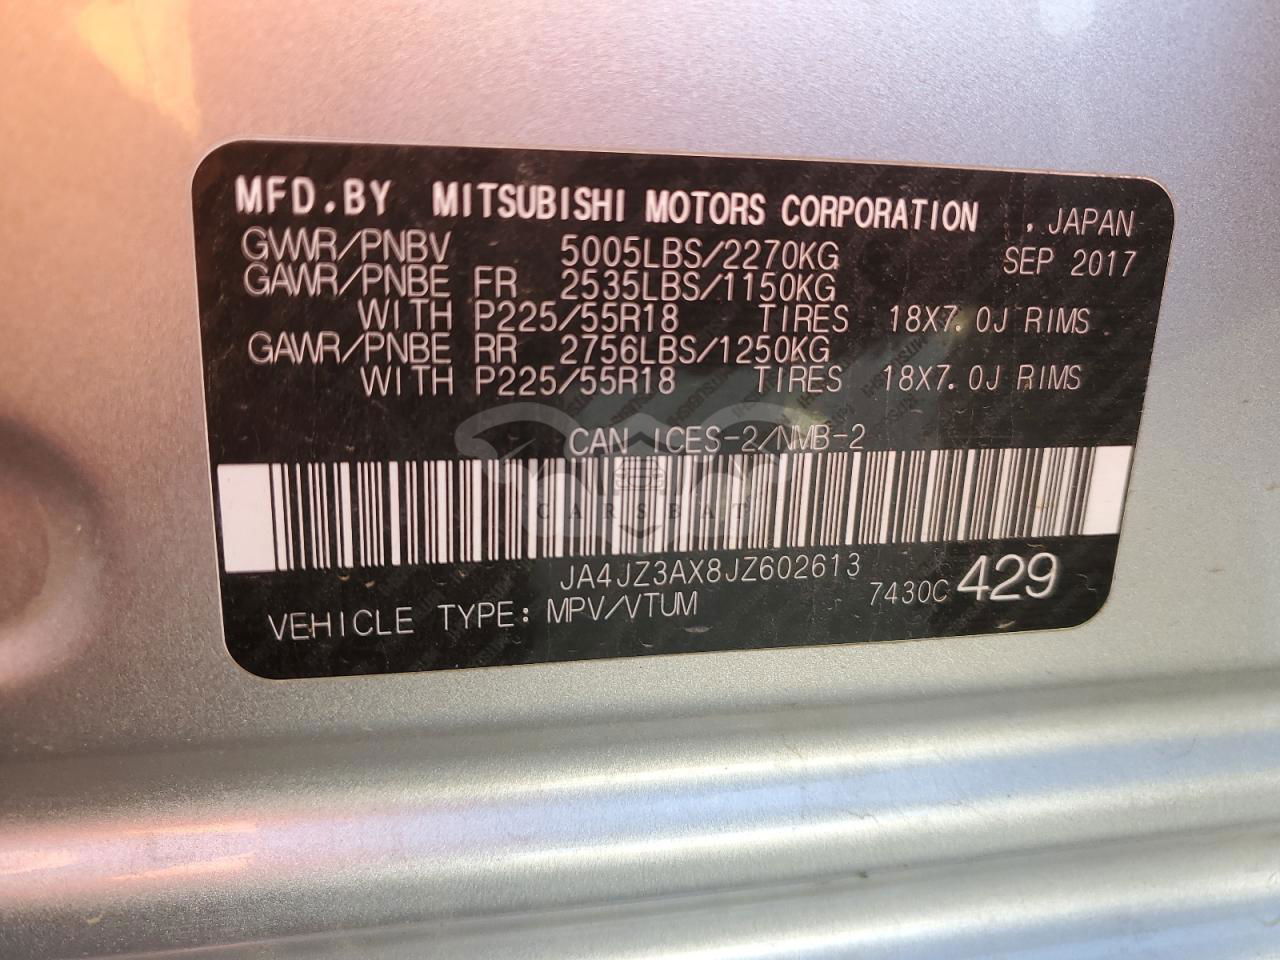 MFD.BY MITSUBISHI MOTORS CORPORATION . JAPAN
GVWR/PNBV 5005LBS/2270KG SEP 2017
GAWR/PNBE FR 2535LBS/1150KG
WITH P225/55R18 TIRES 18X7.0J RIMS
GAWR/PNBE RR 2756LBS/1250KG
WITH P225/55R18 TIRES 18X7.0J RIMS
CAN ICES-2/NMB-2
CARSBAT
JA4JZ3AX8JZ602613
7430C 429
VEHICLE TYPE: MPV/VTUM